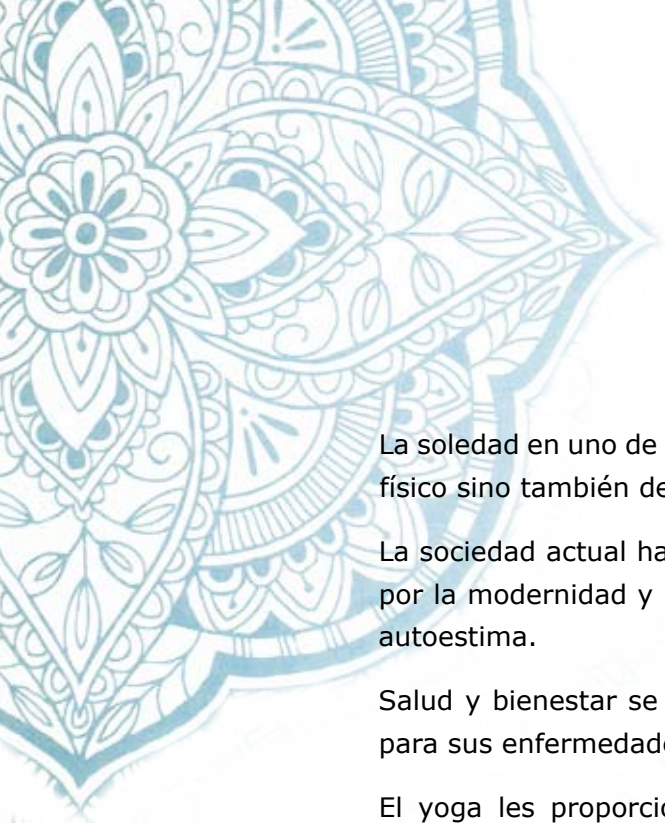 La soledad en uno de
físico sino también de
La sociedad actual ha
por la modernidad y
autoestima.
Salud y bienestar se
para sus
El yoga les